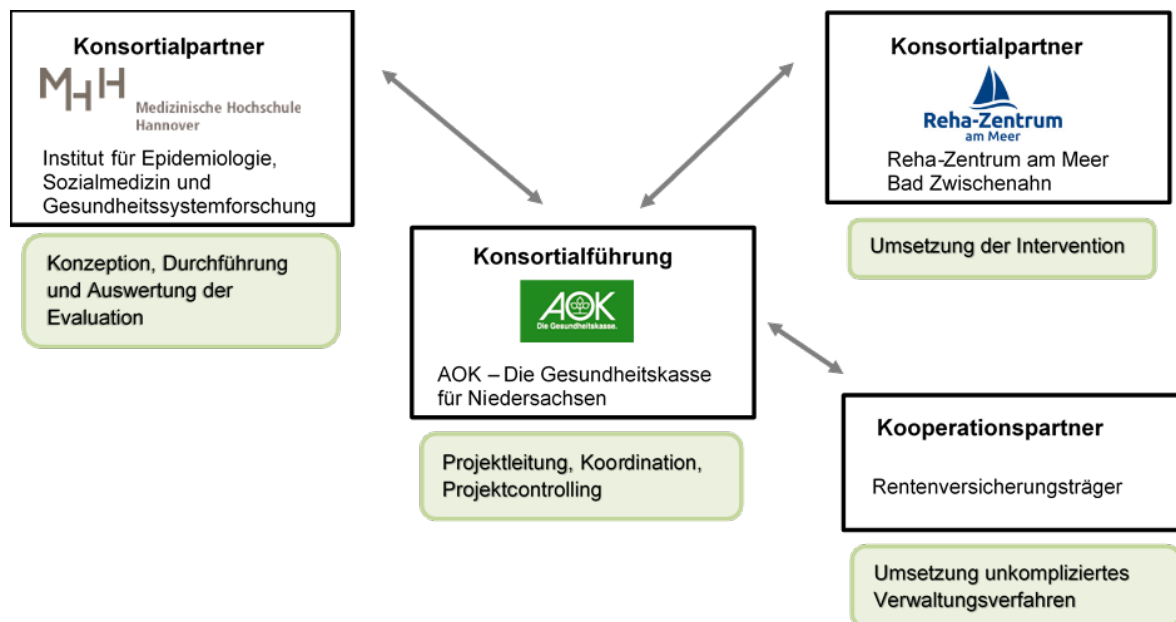 Konsortialpartner
MHH
Medizinische Hochschule
Hannover
Institut für Epidemiologie,
Sozialmedizin und
Gesundheitssystemforschung
Konzeption, Durchführung
und Auswertung der
Evaluation
Konsortialführung
AOK
Die Gesundheitskasse.
AOK – Die Gesundheitskasse
für Niedersachsen
Projektleitung, Koordination,
Projektcontrolling
Konsortialpartner
Reha-Zentrum
am Meer
Reha-Zentrum am Meer
Bad Zwischenahn
Umsetzung der Intervention
Kooperationspartner
Rentenversicherungsträger
Umsetzung unkompliziertes
Verwaltungsverfahren